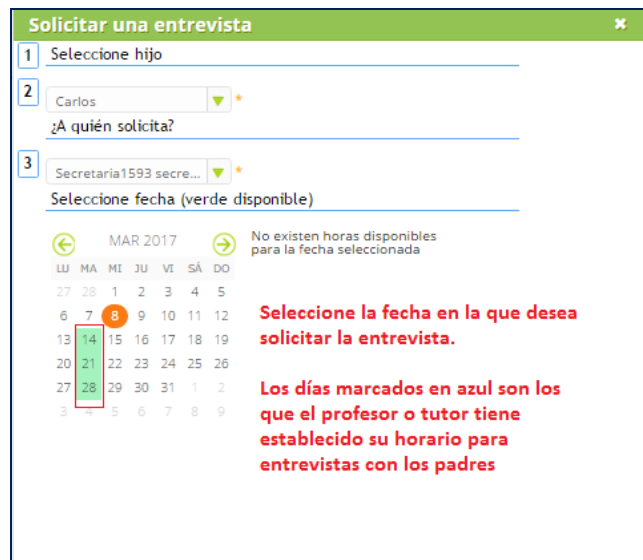 Solicitar una entrevista
1 Seleccione hijo
2
Carlos *
¿A quién solicita?
3
Secretaria1593 secre... *
Seleccione fecha (verde disponible)
MAR 2017
No existen horas disponibles
para la fecha seleccionada
LU MA MI JU VI SÁ DO
27 28 1 2 3 4 5
6 7 8 9 10 11 12
13 14 15 16 17 18 19
20 21 22 23 24 25 26
27 28 29 30 31 1 2
3 4 5 6 7 8 9
Seleccione la fecha en la que desea
solicitar la entrevista.
Los días marcados en azul son los
que el profesor o tutor tiene
establecido su horario para
entrevistas con los padres